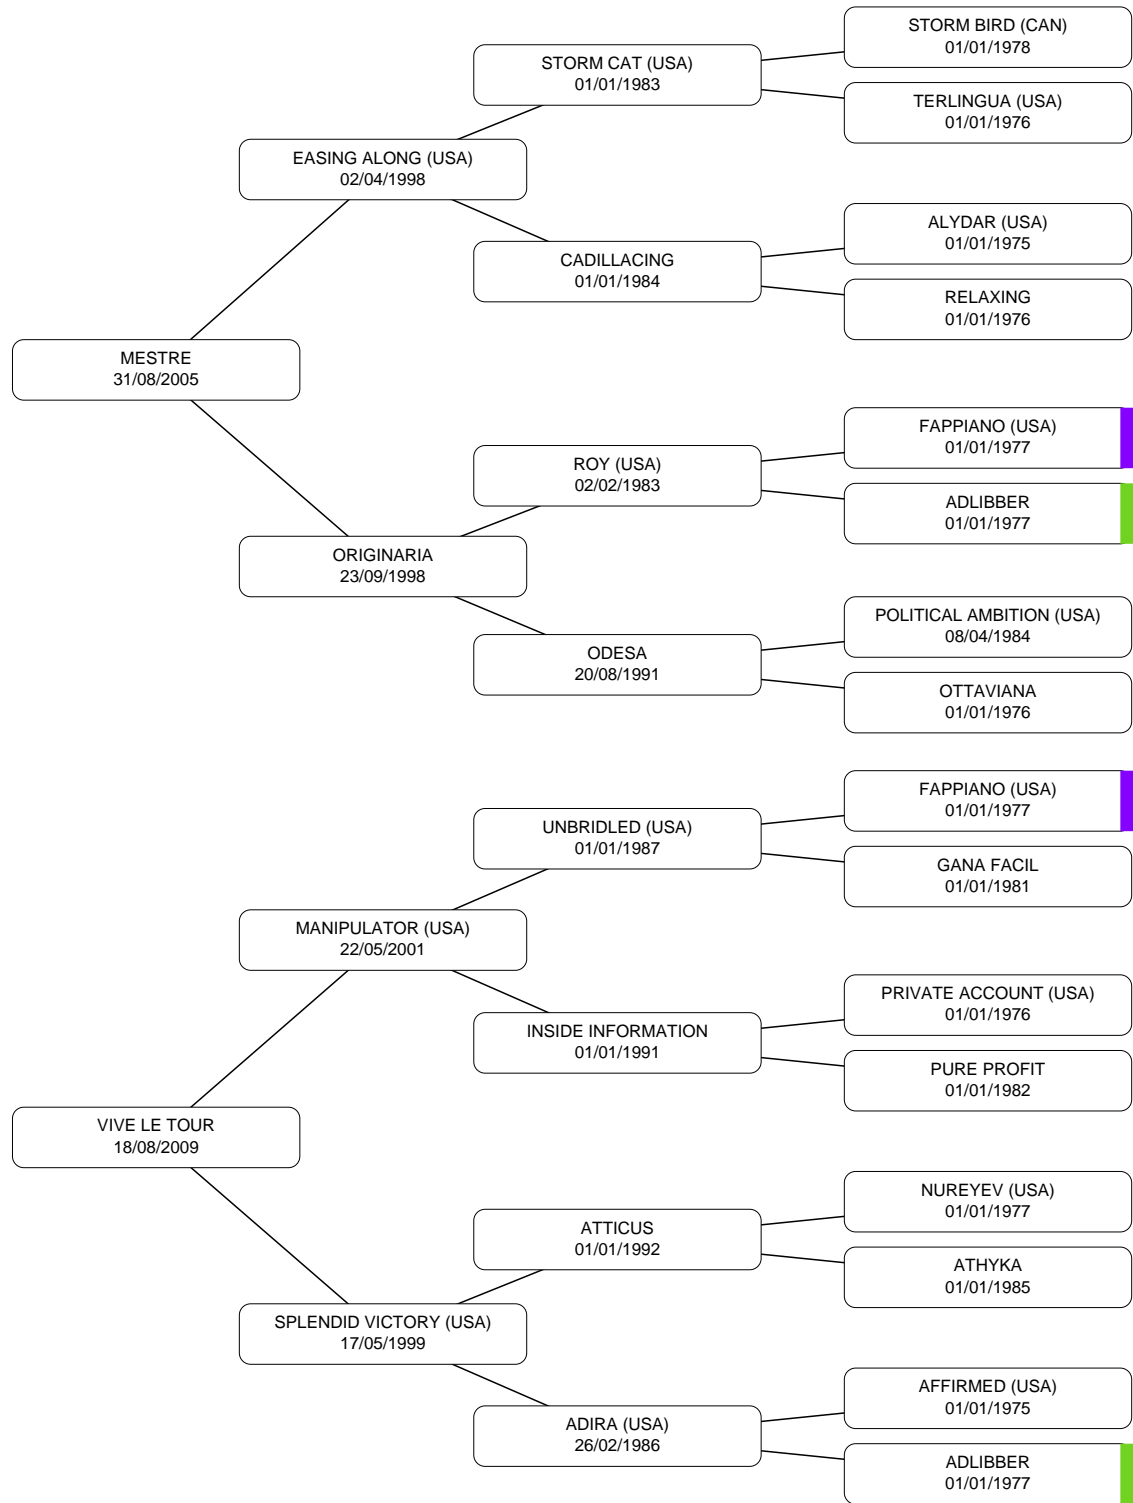 STORM BIRD (CAN)
01/01/1978
STORM CAT (USA)
01/01/1983
TERLINGUA (USA)
01/01/1976
EASING ALONG (USA)
02/04/1998
ALYDAR (USA)
01/01/1975
CADILLACING
01/01/1984
RELAXING
01/01/1976
MESTRE
31/08/2005
FAPPIANO (USA)
01/01/1977
ROY (USA)
02/02/1983
ADLIBBER
01/01/1977
ORIGINARIA
23/09/1998
POLITICAL AMBITION (USA)
08/04/1984
ODESA
20/08/1991
OTTAVIANA
01/01/1976
FAPPIANO (USA)
01/01/1977
UNBRIDLED (USA)
01/01/1987
GANA FACIL
01/01/1981
MANIPULATOR (USA)
22/05/2001
PRIVATE ACCOUNT (USA)
01/01/1976
INSIDE INFORMATION
01/01/1991
PURE PROFIT
01/01/1982
VIVE LE TOUR
18/08/2009
NUREYEV (USA)
01/01/1977
ATTICUS
01/01/1992
ATHYKA
01/01/1985
SPLENDID VICTORY (USA)
17/05/1999
AFFIRMED (USA)
01/01/1975
ADIRA (USA)
26/02/1986
ADLIBBER
01/01/1977